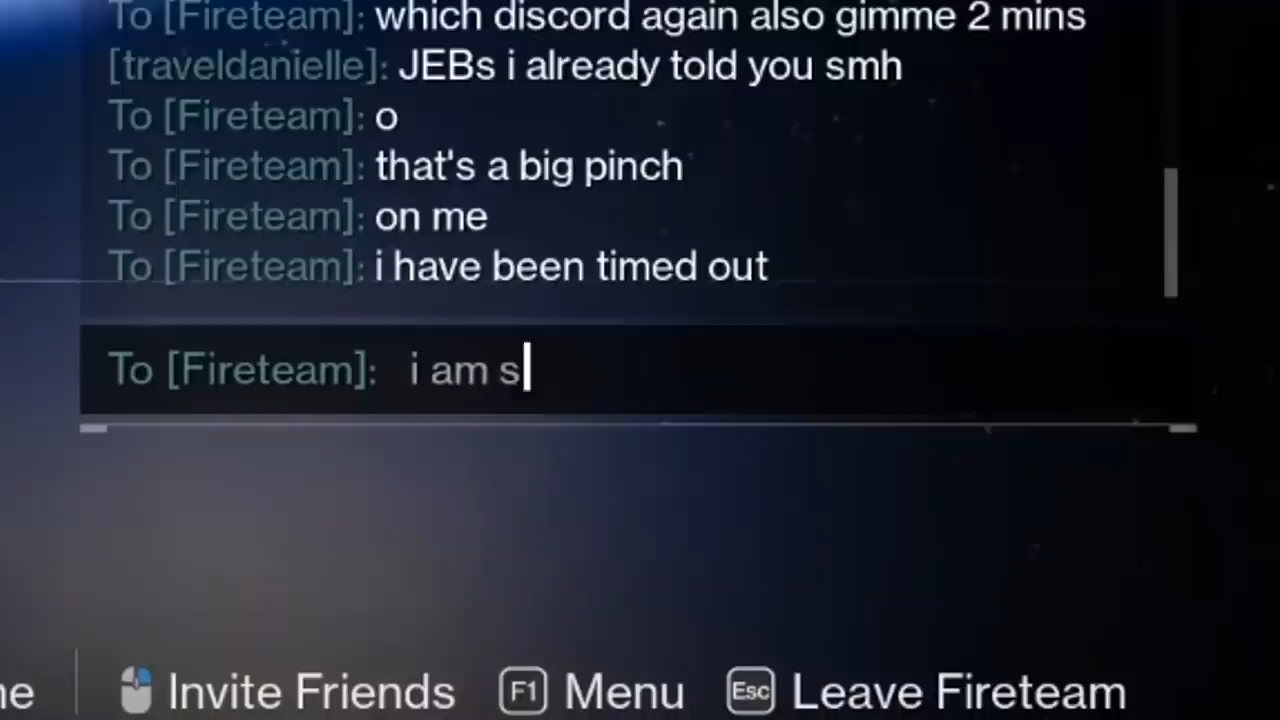 To [Fireteam]: which discord again also gimme 2 mins
[traveldanielle]: JEBs i already told you smh
To [Fireteam]: o
To [Fireteam]: that's a big pinch
To [Fireteam]: on me
To [Fireteam]: i have been timed out
To [Fireteam]: i am s
Invite Friends F1 Menu Esc Leave Fireteam